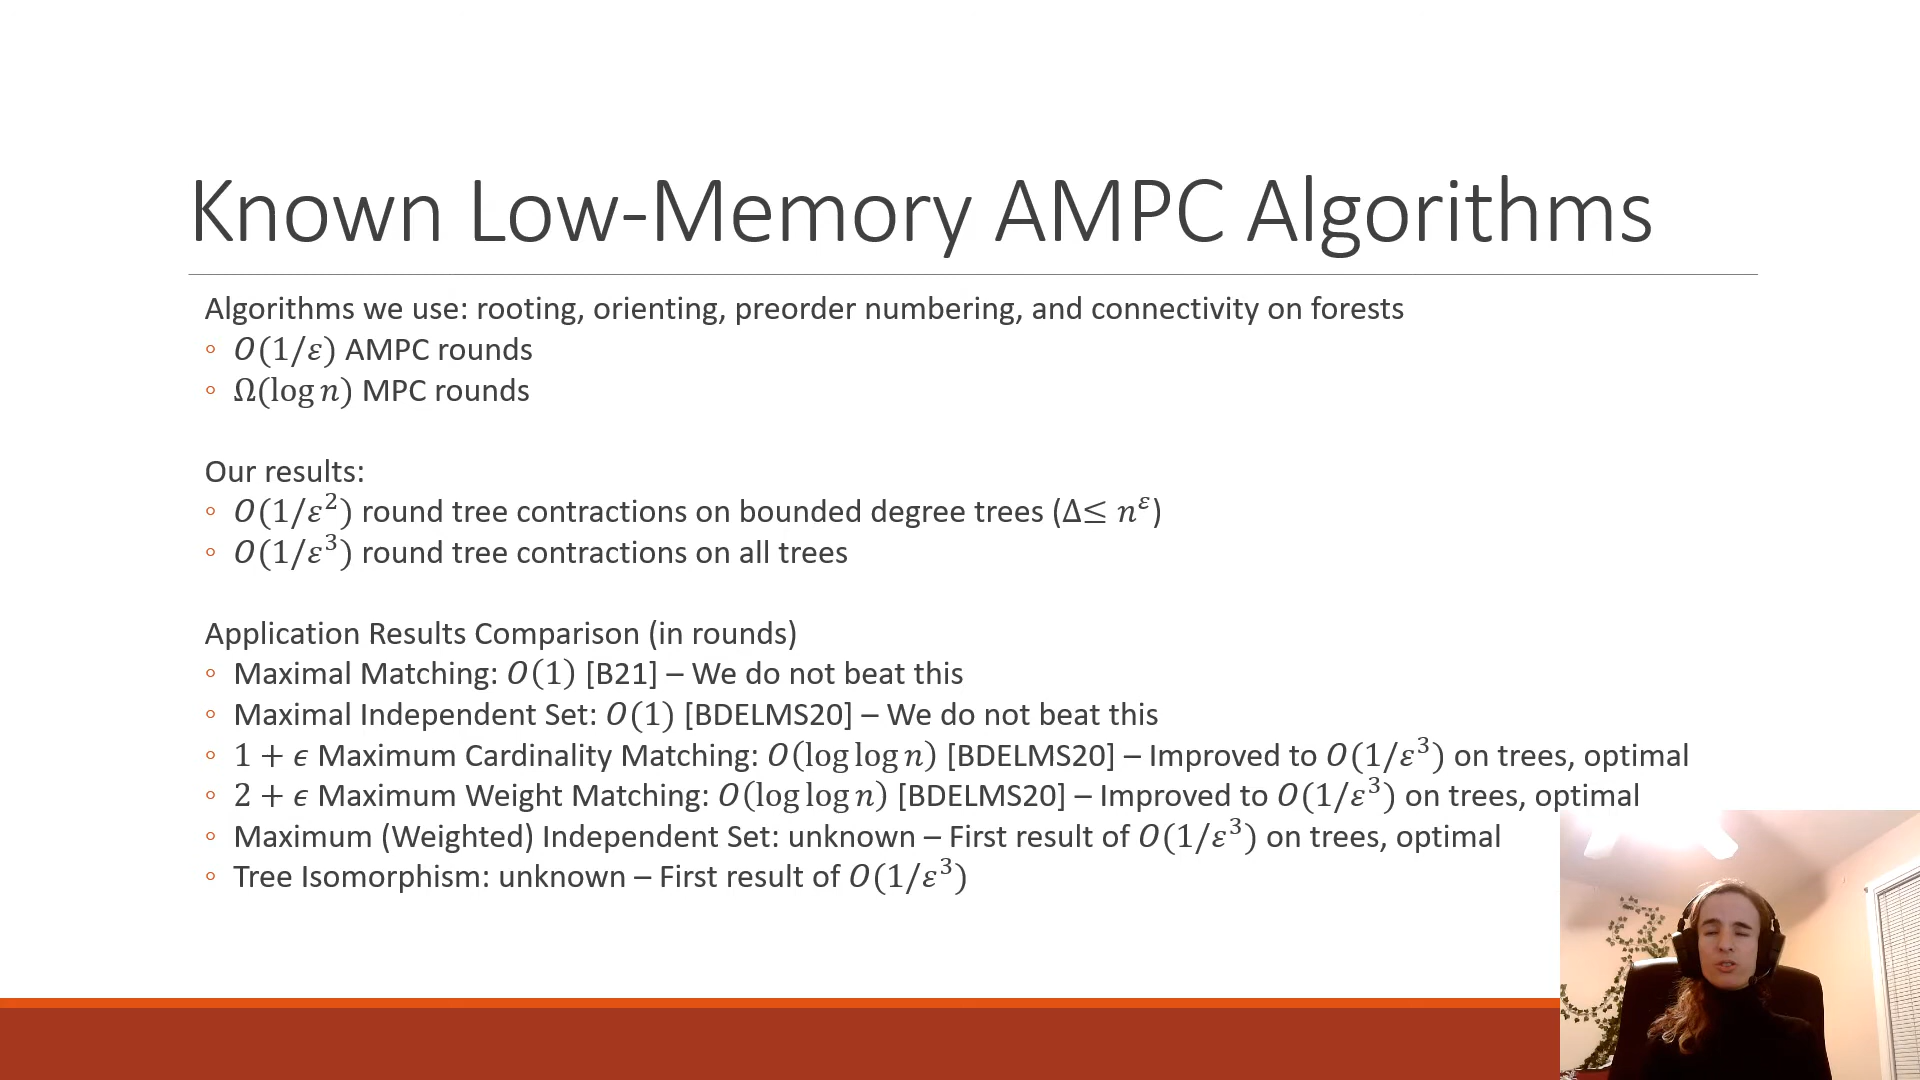 Known Low-Memory AMPC Algorithms
Algorithms we use: rooting, orienting, preorder numbering, and connectivity on forests
◦ O(1/ε) AMPC rounds
◦ Ω(log n) MPC rounds
Our results:
◦ O(1/ε²) round tree contractions on bounded degree trees (Δ≤ n^ε)
◦ O(1/ε³) round tree contractions on all trees
Application Results Comparison (in rounds)
◦ Maximal Matching: O(1) [B21] – We do not beat this
◦ Maximal Independent Set: O(1) [BDELMS20] – We do not beat this
◦ 1 + ϵ Maximum Cardinality Matching: O(log log n) [BDELMS20] – Improved to O(1/ε³) on trees, optimal
◦ 2 + ϵ Maximum Weight Matching: O(log log n) [BDELMS20] – Improved to O(1/ε³) on trees, optimal
◦ Maximum (Weighted) Independent Set: unknown – First result of O(1/ε³) on trees, optimal
◦ Tree Isomorphism: unknown – First result of O(1/ε³)